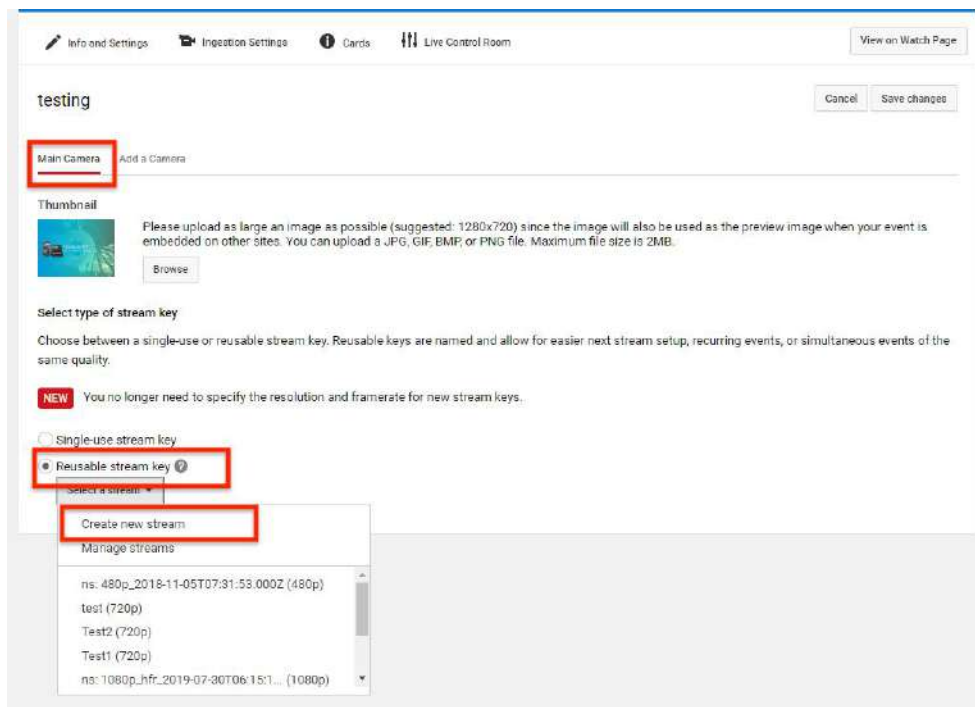 Info and Settings
Ingestion Settings
Cards
Live Control Room
View on Watch Page
testing
Cancel
Save changes
Main Camera
Add a Camera
Thumbnail
Please upload as large an image as possible (suggested: 1280x720) since the image will also be used as the preview image when your event is
embedded on other sites. You can upload a JPG, GIF, BMP, or PNG file. Maximum file size is 2MB.
Browse
Select type of stream key
Choose between a single-use or reusable stream key. Reusable keys are named and allow for easier next stream setup, recurring events, or simultaneous events of the
same quality.
NEW You no longer need to specify the resolution and framerate for new stream keys.
Single-use stream key
Reusable stream key
Select a stream
Create new stream
Manage streams
ns: 480p_2018-11-05T07:31:53.000Z (480p)
test (720p)
Test2 (720p)
Test1 (720p)
ns: 1080p_hfr_2019-07-30T06:15:1... (1080p)